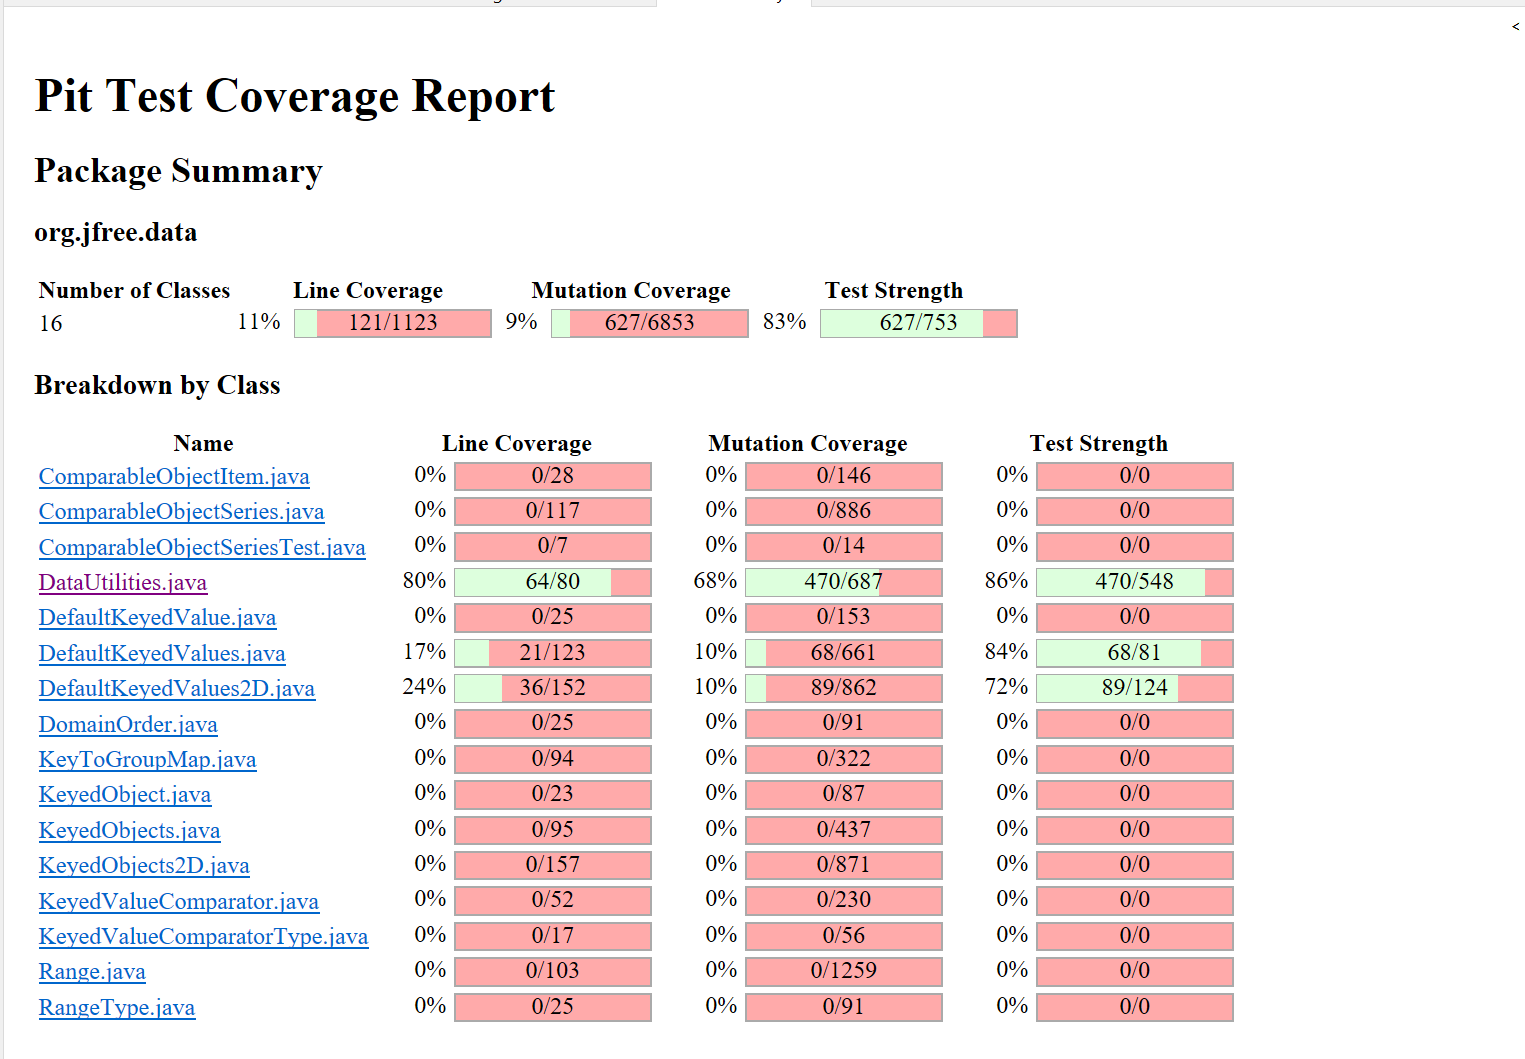 <
Pit Test Coverage Report
Package Summary
org.jfree.data
Number of Classes Line Coverage Mutation Coverage Test Strength
16 11% 121/1123 9% 627/6853 83% 627/753
Breakdown by Class
Name Line Coverage Mutation Coverage Test Strength
ComparableObjectItem.java 0% 0/28 0% 0/146 0% 0/0
ComparableObjectSeries.java 0% 0/117 0% 0/886 0% 0/0
ComparableObjectSeriesTest.java 0% 0/7 0% 0/14 0% 0/0
DataUtilities.java 80% 64/80 68% 470/687 86% 470/548
DefaultKeyedValue.java 0% 0/25 0% 0/153 0% 0/0
DefaultKeyedValues.java 17% 21/123 10% 68/661 84% 68/81
DefaultKeyedValues2D.java 24% 36/152 10% 89/862 72% 89/124
DomainOrder.java 0% 0/25 0% 0/91 0% 0/0
KeyToGroupMap.java 0% 0/94 0% 0/322 0% 0/0
KeyedObject.java 0% 0/23 0% 0/87 0% 0/0
KeyedObjects.java 0% 0/95 0% 0/437 0% 0/0
KeyedObjects2D.java 0% 0/157 0% 0/871 0% 0/0
KeyedValueComparator.java 0% 0/52 0% 0/230 0% 0/0
KeyedValueComparatorType.java 0% 0/17 0% 0/56 0% 0/0
Range.java 0% 0/103 0% 0/1259 0% 0/0
RangeType.java 0% 0/25 0% 0/91 0% 0/0